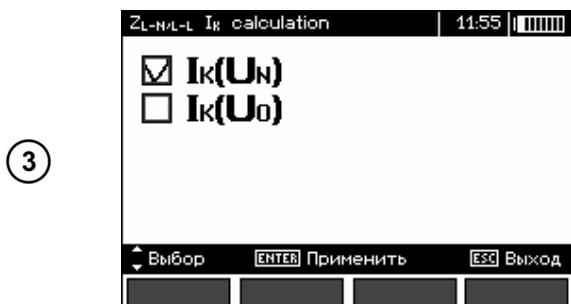 ZL-N/L-L IK calculation 11:55
IK(UN)
IK(U0)
3
Выбор ENTER Применить ESC Выход